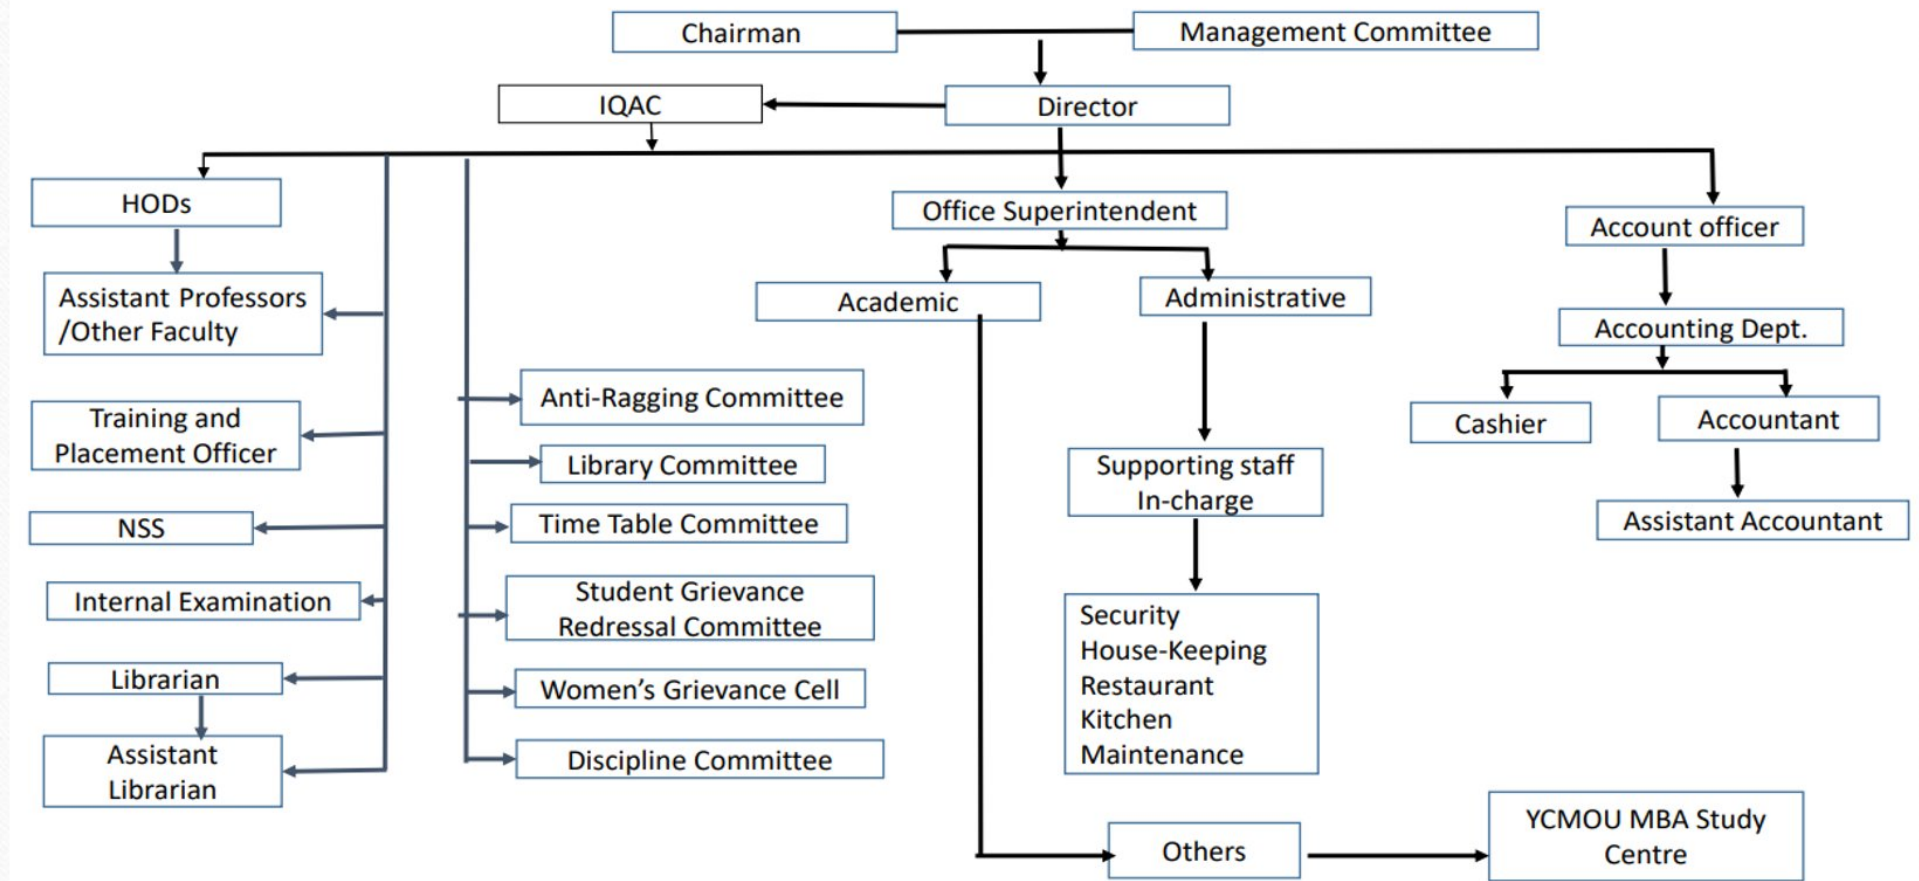 Chairman
Management Committee
IQAC
Director
HODs
Office Superintendent
Account officer
Assistant Professors
/Other Faculty
Academic
Administrative
Accounting Dept.
Training and
Placement Officer
Anti-Ragging Committee
Cashier
Accountant
Library Committee
Supporting staff
In-charge
NSS
Time Table Committee
Assistant Accountant
Internal Examination
Student Grievance
Redressal Committee
Security
House-Keeping
Restaurant
Kitchen
Maintenance
Librarian
Women’s Grievance Cell
Assistant
Librarian
Discipline Committee
Others
YCMOU MBA Study
Centre